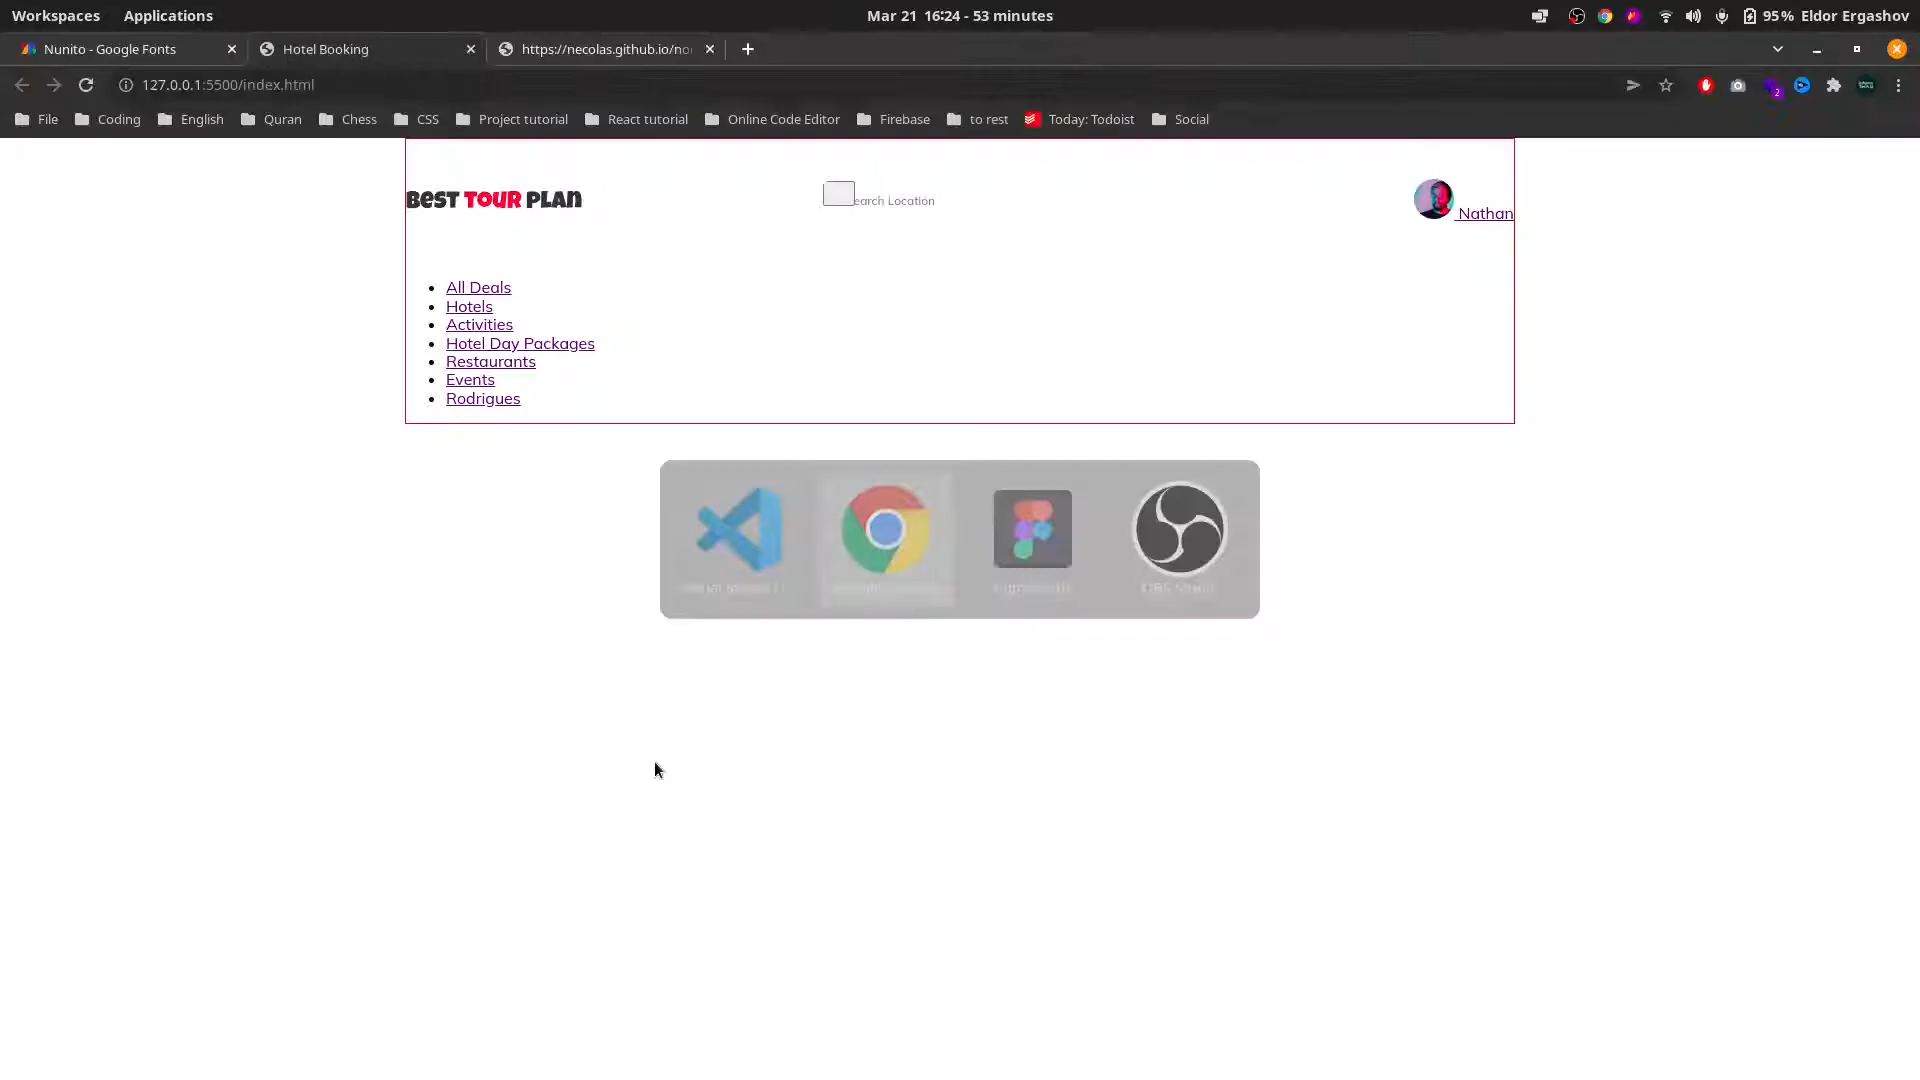 Workspaces Applications Mar 21 16:24 - 53 minutes 95% Eldor Ergashov
Nunito - Google Fonts Hotel Booking https://necolas.github.io/no
127.0.0.1:5500/index.html 2
File Coding English Quran Chess CSS Project tutorial React tutorial Online Code Editor Firebase to rest Today: Todoist Social
BEST TOUR PLAN earch Location Nathan
All Deals
Hotels
Activities
Hotel Day Packages
Restaurants
Events
Rodrigues
OBS Studio